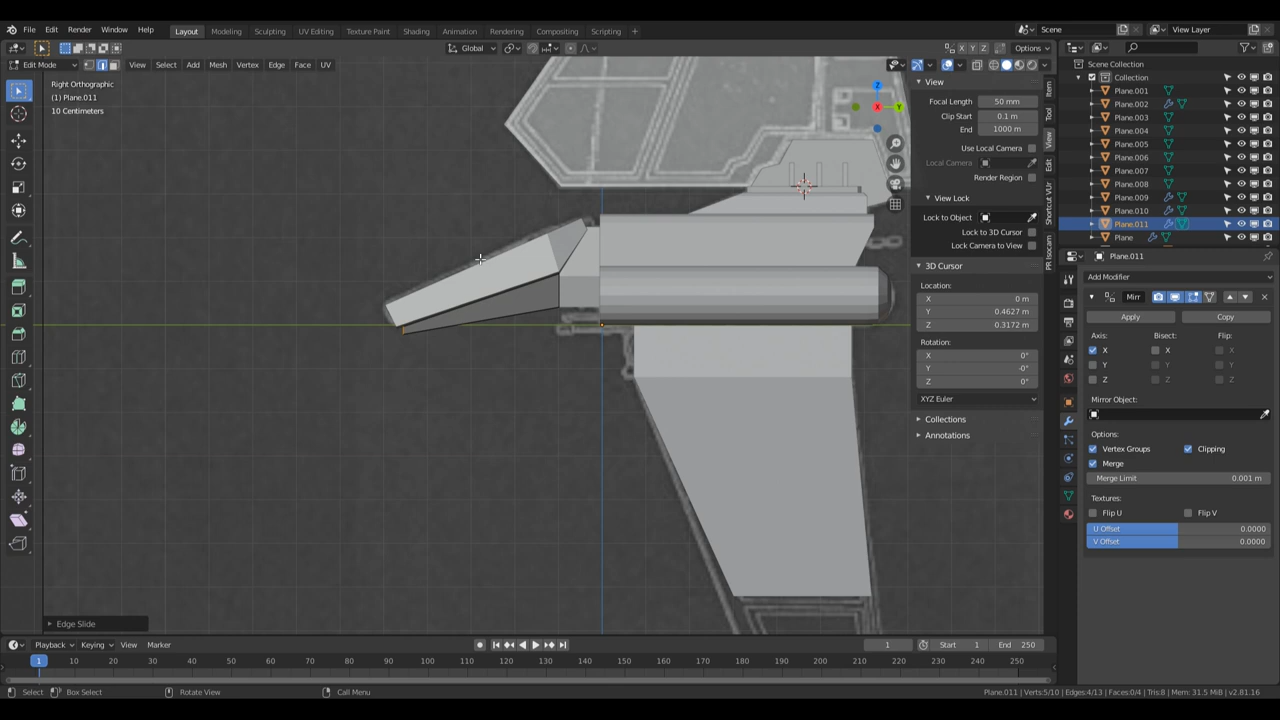 File Edit Render Window Help Layout Modeling Sculpting UV Editing Texture Paint Shading Animation Rendering Compositing Scripting + Scene View Layer
Global X Y Z Options
Edit Mode View Select Add Mesh Vertex Edge Face UV
Right Orthographic
(1) Plane.011
10 Centimeters
Z
X
Y
View
Focal Length 50 mm
Clip Start 0.1 m
End 1000 m
Use Local Camera
Local Camera
Render Region
View Lock
Lock to Object
Lock to 3D Cursor
Lock Camera to View
3D Cursor
Location:
X 0 m
Y 0.4627 m
Z 0.3172 m
Rotation:
X 0°
Y -0°
Z 0°
XYZ Euler
Collections
Annotations
Item
Tool
View
Edit
Shortcut VUr
PR Isocam
Scene Collection
Collection
Plane.001
Plane.002
Plane.003
Plane.004
Plane.005
Plane.006
Plane.007
Plane.008
Plane.009
Plane.010
Plane.011
Plane
Plane.011
Add Modifier
Mirr
Apply Copy
Axis: Bisect: Flip:
X X X
Y Y Y
Z Z Z
Mirror Object:
Options:
Vertex Groups Clipping
Merge
Merge Limit 0.001 m
Textures:
Flip U Flip V
U Offset 0.0000
V Offset 0.0000
Edge Slide
Playback Keying View Marker 1 Start 1 End 250
1 10 20 30 40 50 60 70 80 90 100 110 120 130 140 150 160 170 180 190 200 210 220 230 240 250
Select Box Select Rotate View Call Menu Plane.011 | Verts:5/10 | Edges:4/13 | Faces:0/4 | Tris:8 | Mem: 31.5 MiB | v2.81.16